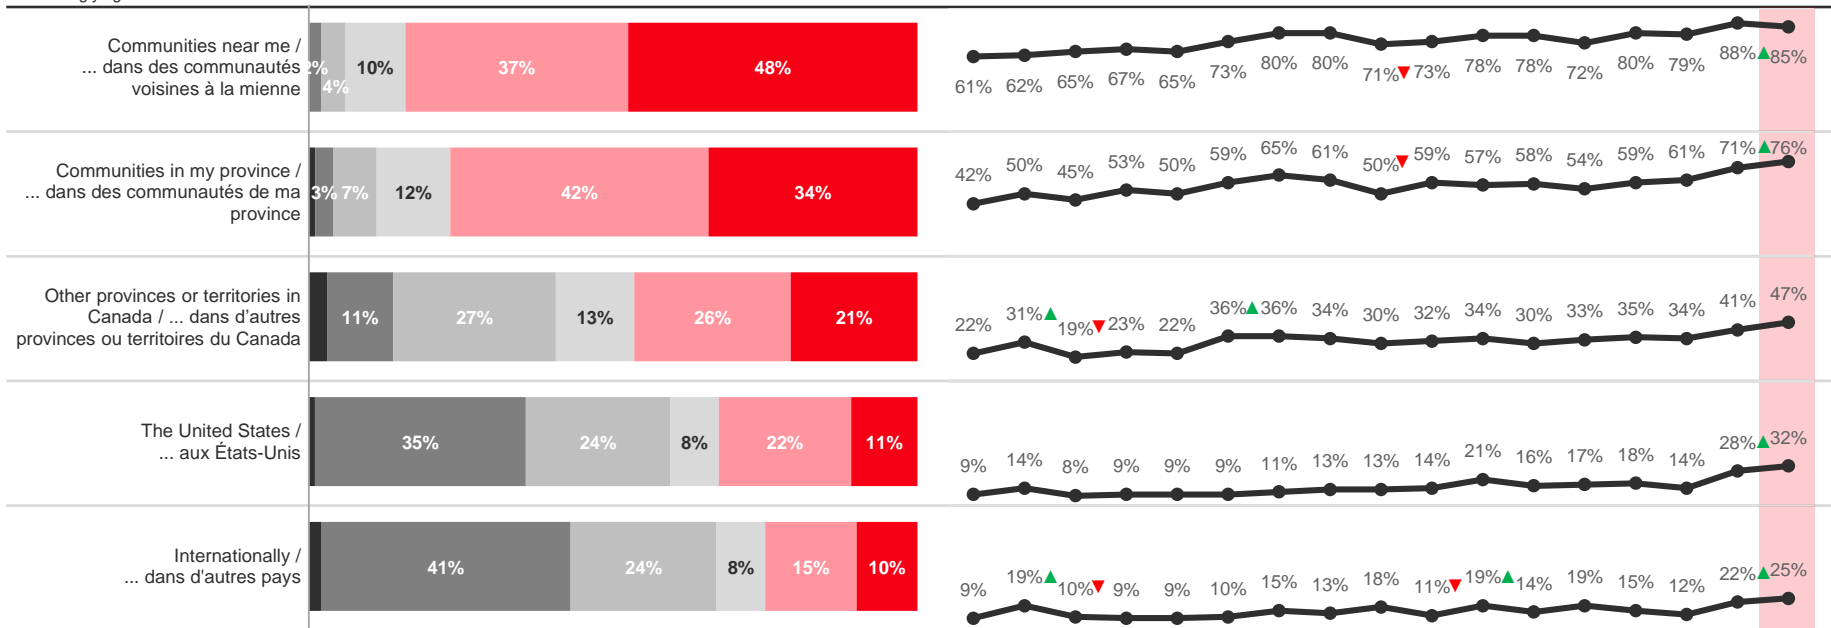 Communities near me /
... dans des communautés
voisines à la mienne
2%
4%
10%
37%
48%
61% 62% 65% 67% 65% 73% 80% 80% 71% 73% 78% 78% 72% 80% 79% 88% 85%
Communities in my province /
... dans des communautés de ma
province
3%
7%
12%
42%
34%
42% 50% 45% 53% 50% 59% 65% 61% 50% 59% 57% 58% 54% 59% 61% 71% 76%
Other provinces or territories in
Canada / ... dans d’autres
provinces ou territoires du Canada
11%
27%
13%
26%
21%
22% 31% 19% 23% 22% 36% 36% 34% 30% 32% 34% 30% 33% 35% 34% 41% 47%
The United States /
... aux États-Unis
35%
24%
8%
22%
11%
9% 14% 8% 9% 9% 9% 11% 13% 13% 14% 21% 16% 17% 18% 14% 28% 32%
Internationally /
... dans d'autres pays
41%
24%
8%
15%
10%
9% 19% 10% 9% 9% 10% 15% 13% 18% 11% 19% 14% 19% 15% 12% 22% 25%